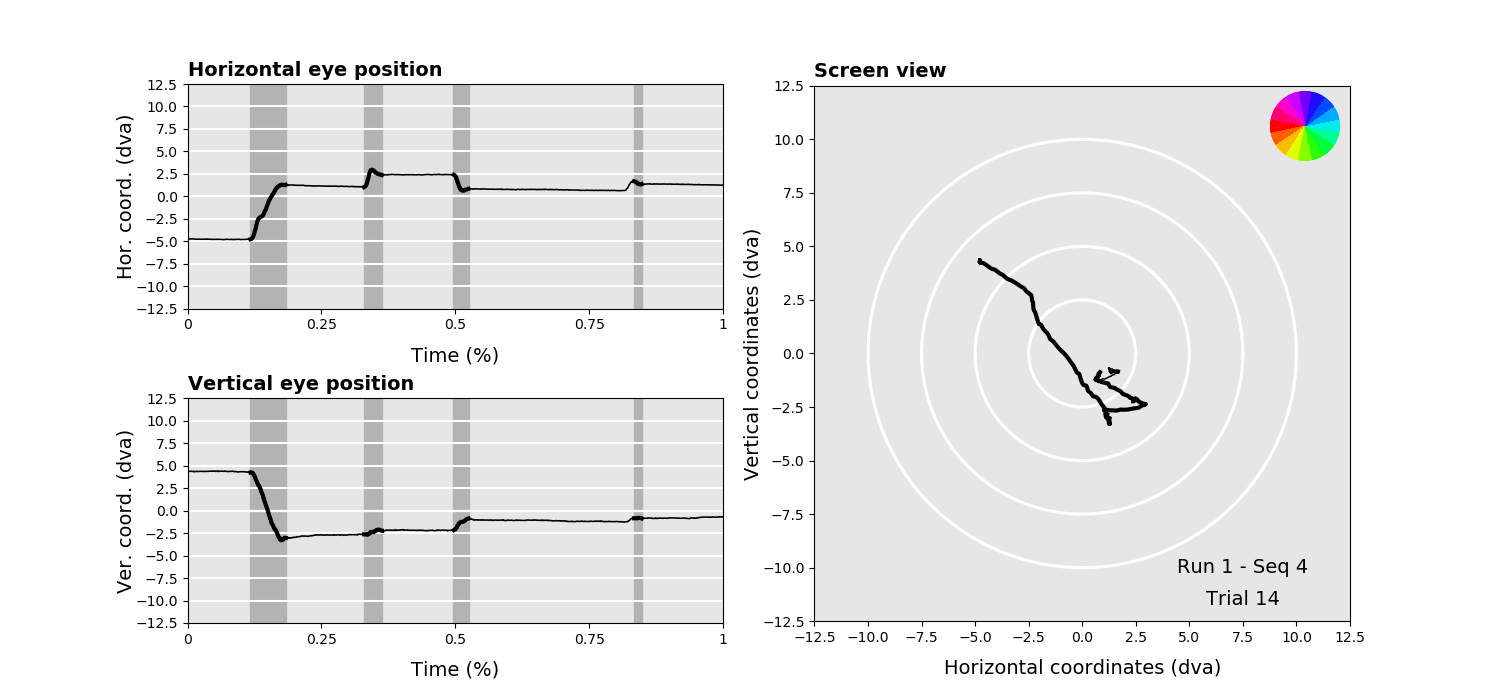 Horizontal eye position
Hor. coord. (dva)
12.5
10.0
7.5
5.0
2.5
0.0
−2.5
−5.0
−7.5
−10.0
−12.5
0 0.25 0.5 0.75 1
Time (%)
Vertical eye position
Ver. coord. (dva)
12.5
10.0
7.5
5.0
2.5
0.0
−2.5
−5.0
−7.5
−10.0
−12.5
0 0.25 0.5 0.75 1
Time (%)
Screen view
Vertical coordinates (dva)
12.5
10.0
7.5
5.0
2.5
0.0
−2.5
−5.0
−7.5
−10.0
−12.5
Run 1 - Seq 4
Trial 14
−12.5 −10.0 −7.5 −5.0 −2.5 0.0 2.5 5.0 7.5 10.0 12.5
Horizontal coordinates (dva)